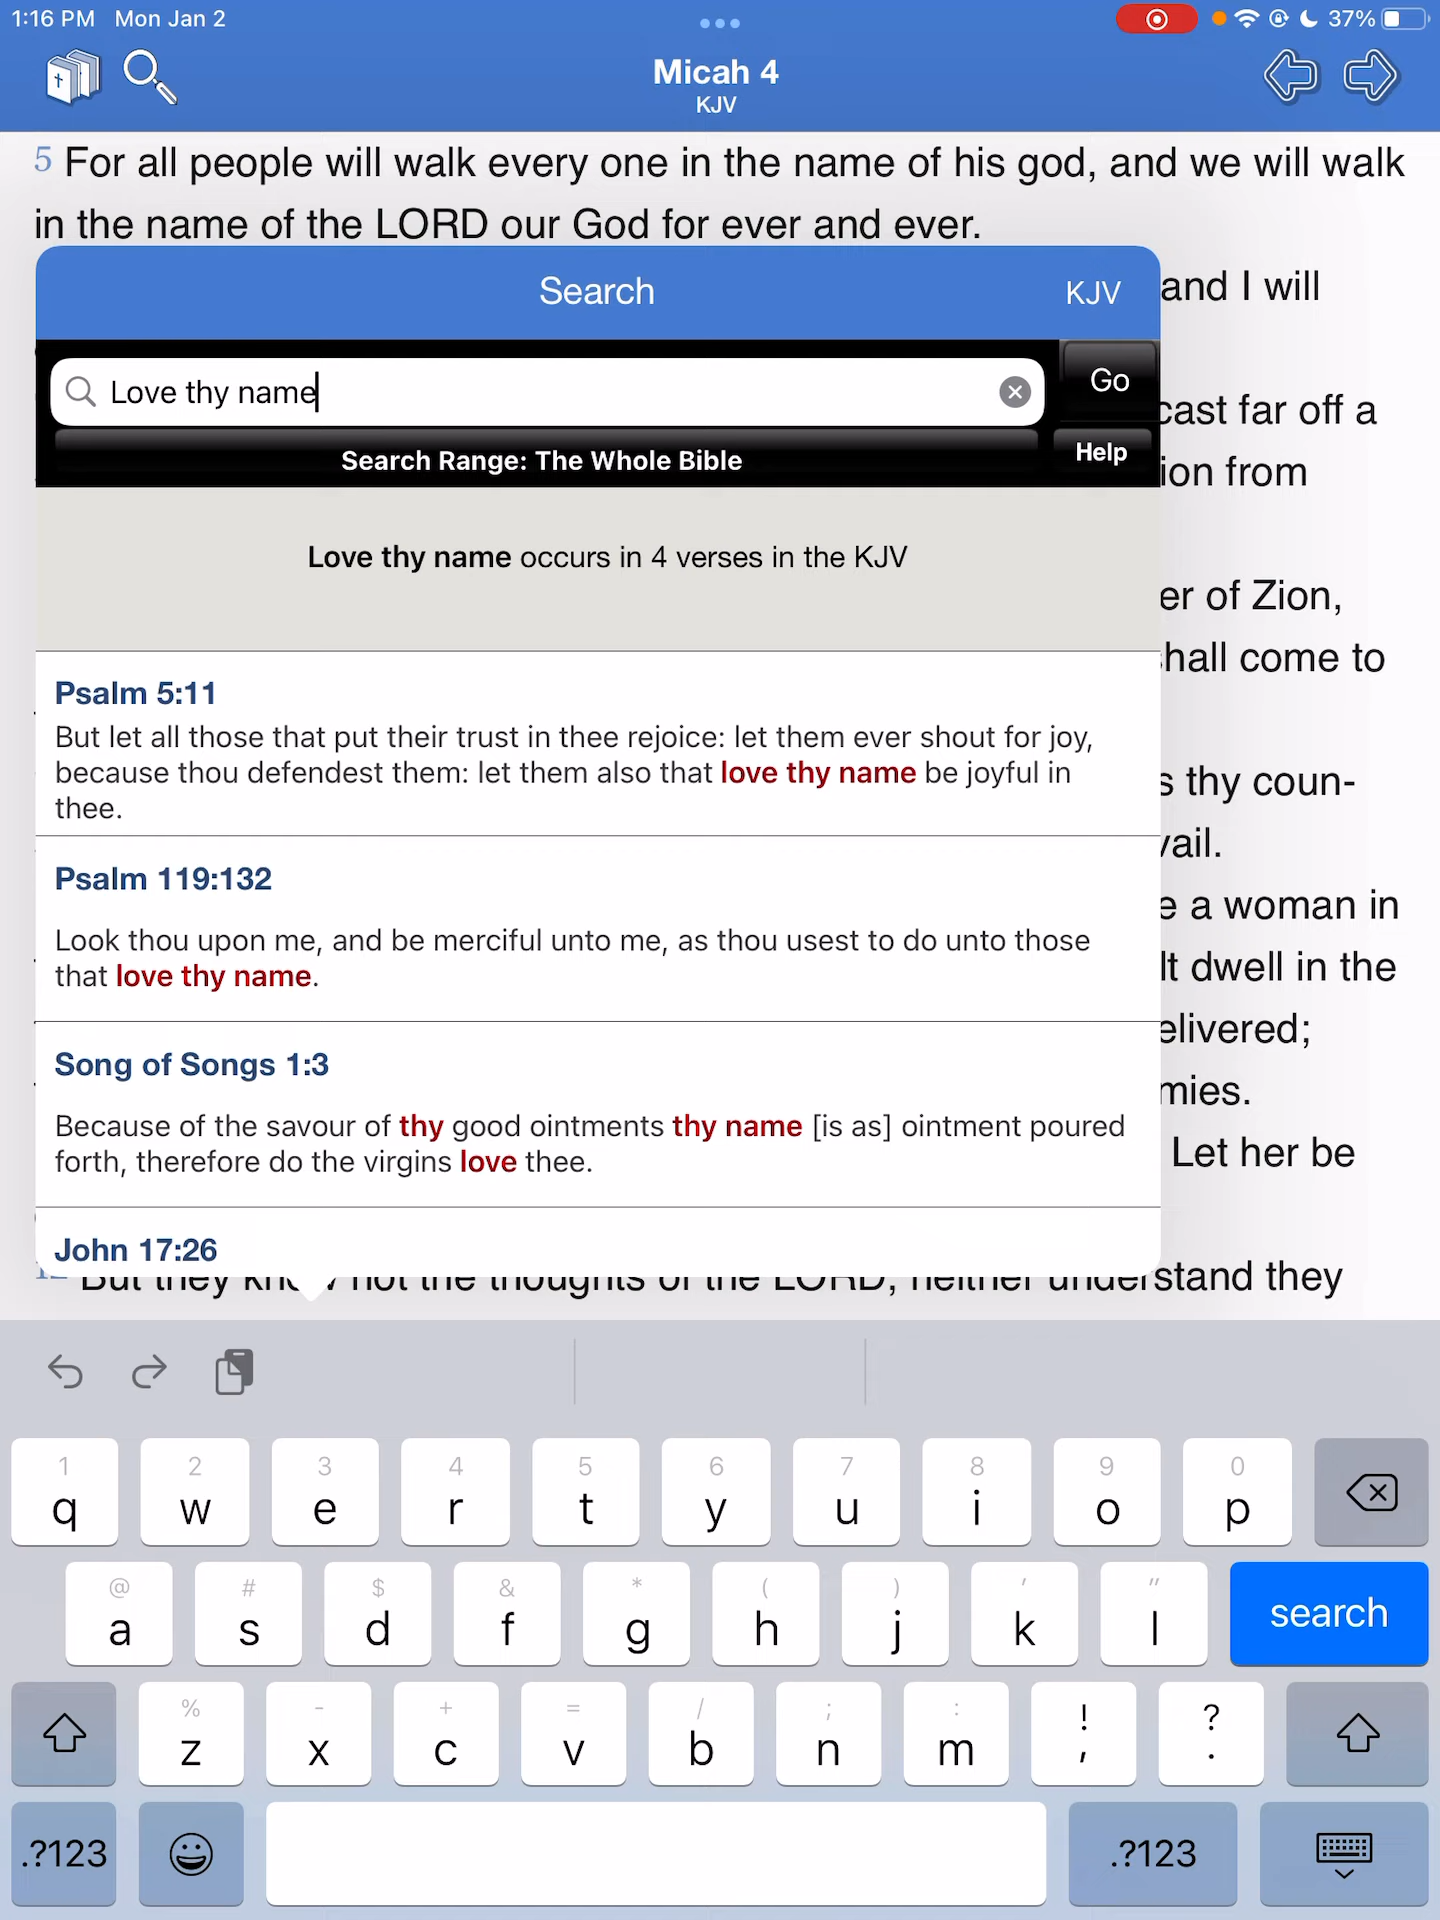 1:16 PM Mon Jan 2
37%
Micah 4
KJV
5 For all people will walk every one in the name of his god, and we will walk
in the name of the LORD our God for ever and ever.
and I will
cast far off a
ion from
er of Zion,
hall come to
s thy coun-
vail.
e a woman in
lt dwell in the
elivered;
mies.
Let her be
Search
KJV
Love thy name
Go
Search Range: The Whole Bible
Help
Love thy name occurs in 4 verses in the KJV
Psalm 5:11
But let all those that put their trust in thee rejoice: let them ever shout for joy,
because thou defendest them: let them also that love thy name be joyful in
thee.
Psalm 119:132
Look thou upon me, and be merciful unto me, as thou usest to do unto those
that love thy name.
Song of Songs 1:3
Because of the savour of thy good ointments thy name [is as] ointment poured
forth, therefore do the virgins love thee.
John 17:26
But they know not the thoughts of the LORD, neither understand they
1 2 3 4 5 6 7 8 9 0
q w e r t y u i o p
@ # $ & * ( ) ' "
a s d f g h j k l search
% - + = / ; : ! ?
z x c v b n m , .
.?123 .?123